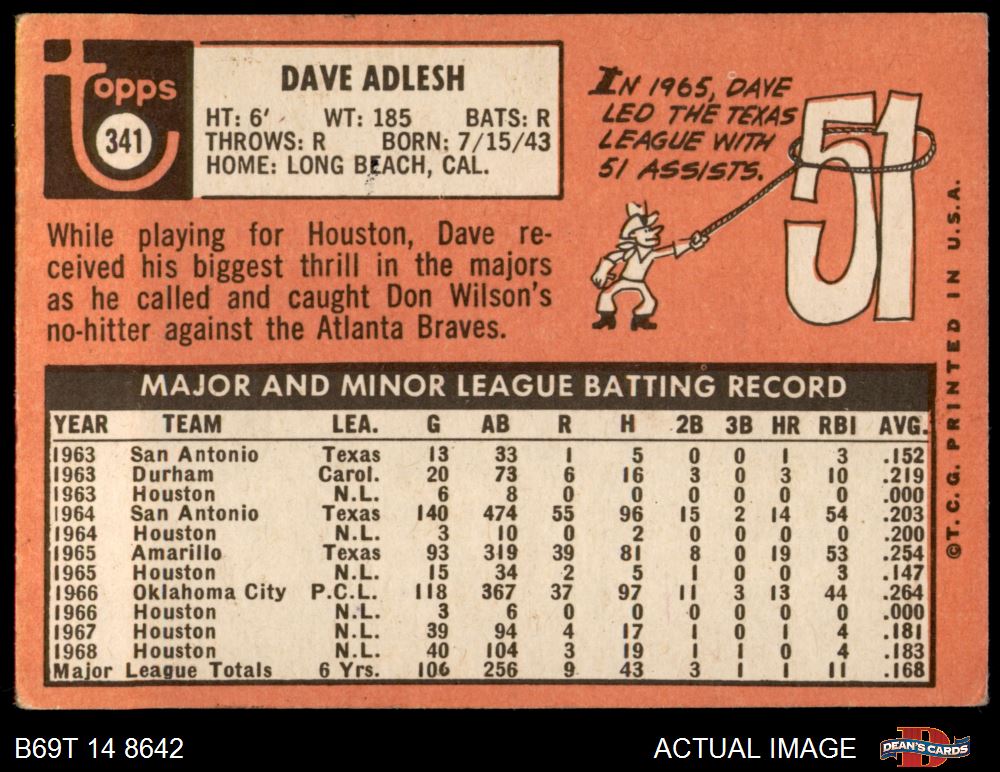 Topps
341
DAVE ADLESH
HT: 6' WT: 185 BATS: R
THROWS: R BORN: 7/15/43
HOME: LONG BEACH, CAL.
IN 1965, DAVE
LED THE TEXAS
LEAGUE WITH
51 ASSISTS.
51
While playing for Houston, Dave re-
ceived his biggest thrill in the majors
as he called and caught Don Wilson's
no-hitter against the Atlanta Braves.
MAJOR AND MINOR LEAGUE BATTING RECORD
YEAR TEAM LEA. G AB R H 2B 3B HR RBI AVG.
1963 San Antonio Texas 13 33 1 5 0 0 1 3 .152
1963 Durham Carol. 20 73 6 16 3 0 3 10 .219
1963 Houston N.L. 6 8 0 0 0 0 0 0 .000
1964 San Antonio Texas 140 474 55 96 15 2 14 54 .203
1964 Houston N.L. 3 10 0 2 0 0 0 0 .200
1965 Amarillo Texas 93 319 39 81 8 0 19 53 .254
1965 Houston N.L. 15 34 2 5 1 0 0 3 .147
1966 Oklahoma City P.C.L. 118 367 37 97 11 3 13 44 .264
1966 Houston N.L. 3 6 0 0 0 0 0 0 .000
1967 Houston N.L. 39 94 4 17 1 0 1 4 .181
1968 Houston N.L. 40 104 3 19 1 1 0 4 .183
Major League Totals 6 Yrs. 106 256 9 43 3 1 1 11 .168
©T.C.G. PRINTED IN U.S.A.
B69T 14 8642
ACTUAL IMAGE
D
DEAN'S CARDS